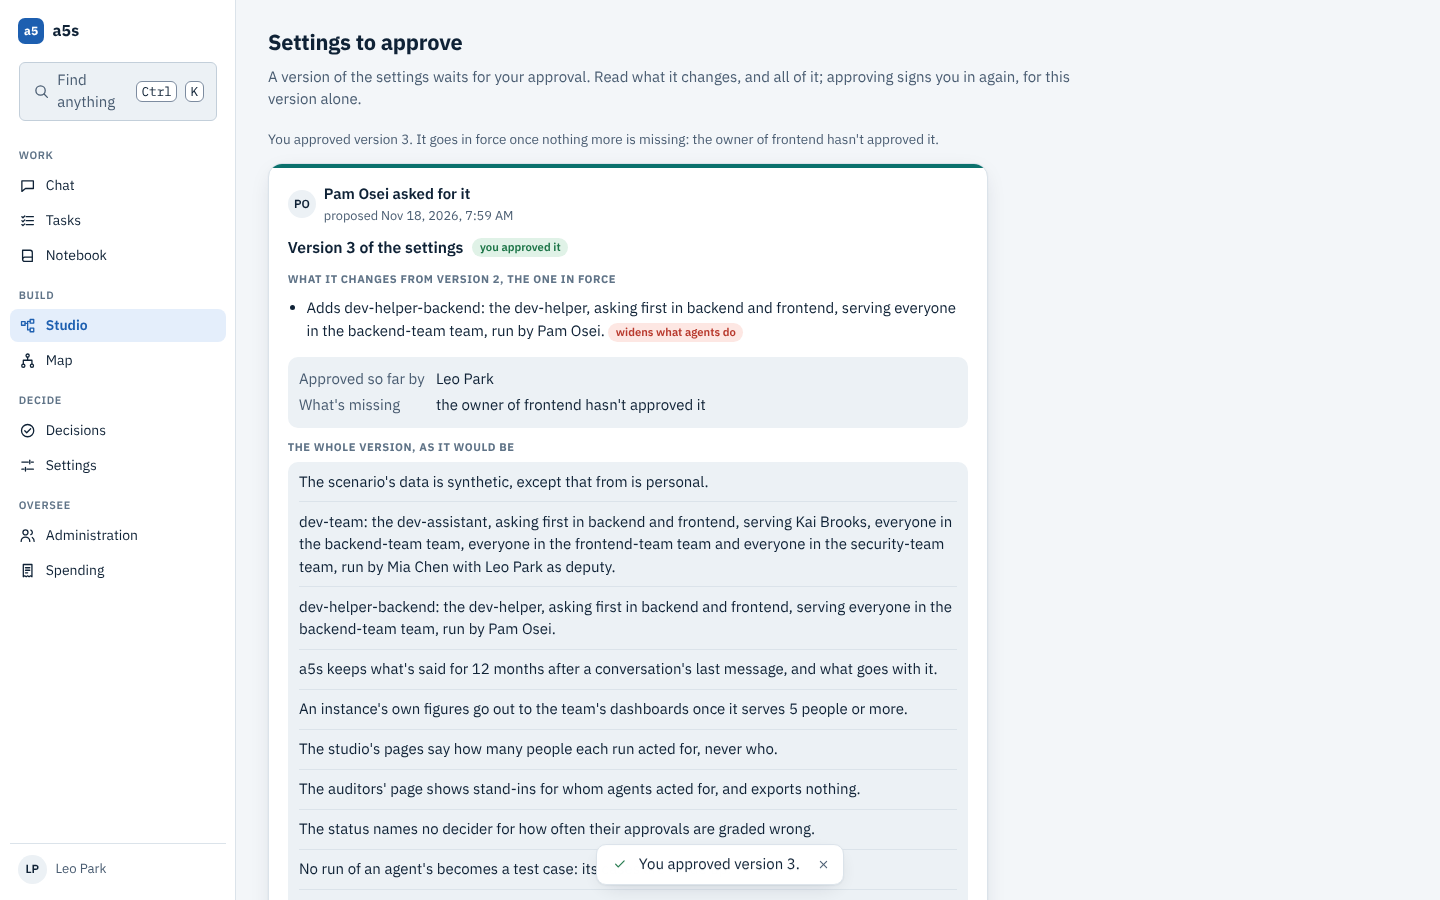 a5 a5s
Find anything Ctrl K
WORK
Chat
Tasks
Notebook
BUILD
Studio
Map
DECIDE
Decisions
Settings
OVERSEE
Administration
Spending
LP Leo Park
Settings to approve
A version of the settings waits for your approval. Read what it changes, and all of it; approving signs you in again, for this
version alone.
You approved version 3. It goes in force once nothing more is missing: the owner of frontend hasn't approved it.
PO Pam Osei asked for it
proposed Nov 18, 2026, 7:59 AM
Version 3 of the settings you approved it
WHAT IT CHANGES FROM VERSION 2, THE ONE IN FORCE
• Adds dev-helper-backend: the dev-helper, asking first in backend and frontend, serving everyone
in the backend-team team, run by Pam Osei. widens what agents do
Approved so far by Leo Park
What's missing the owner of frontend hasn't approved it
THE WHOLE VERSION, AS IT WOULD BE
The scenario's data is synthetic, except that from is personal.
dev-team: the dev-assistant, asking first in backend and frontend, serving Kai Brooks, everyone in
the backend-team team, everyone in the frontend-team team and everyone in the security-team
team, run by Mia Chen with Leo Park as deputy.
dev-helper-backend: the dev-helper, asking first in backend and frontend, serving everyone in the
backend-team team, run by Pam Osei.
a5s keeps what's said for 12 months after a conversation's last message, and what goes with it.
An instance's own figures go out to the team's dashboards once it serves 5 people or more.
The studio's pages say how many people each run acted for, never who.
The auditors' page shows stand-ins for whom agents acted for, and exports nothing.
The status names no decider for how often their approvals are graded wrong.
No run of an agent's becomes a test case: its
You approved version 3. ×